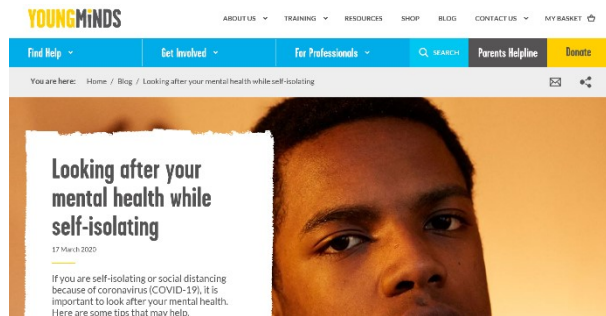 YOUNGMiNDS
ABOUT US TRAINING RESOURCES SHOP BLOG CONTACT US MY BASKET
Find Help Get Involved For Professionals SEARCH Parents Helpline Donate
You are here: Home / Blog / Looking after your mental health while self-isolating
Looking after your
mental health while
self-isolating
17 March 2020
If you are self-isolating or social distancing
because of coronavirus (COVID-19), it is
important to look after your mental health.
Here are some tips that may help.